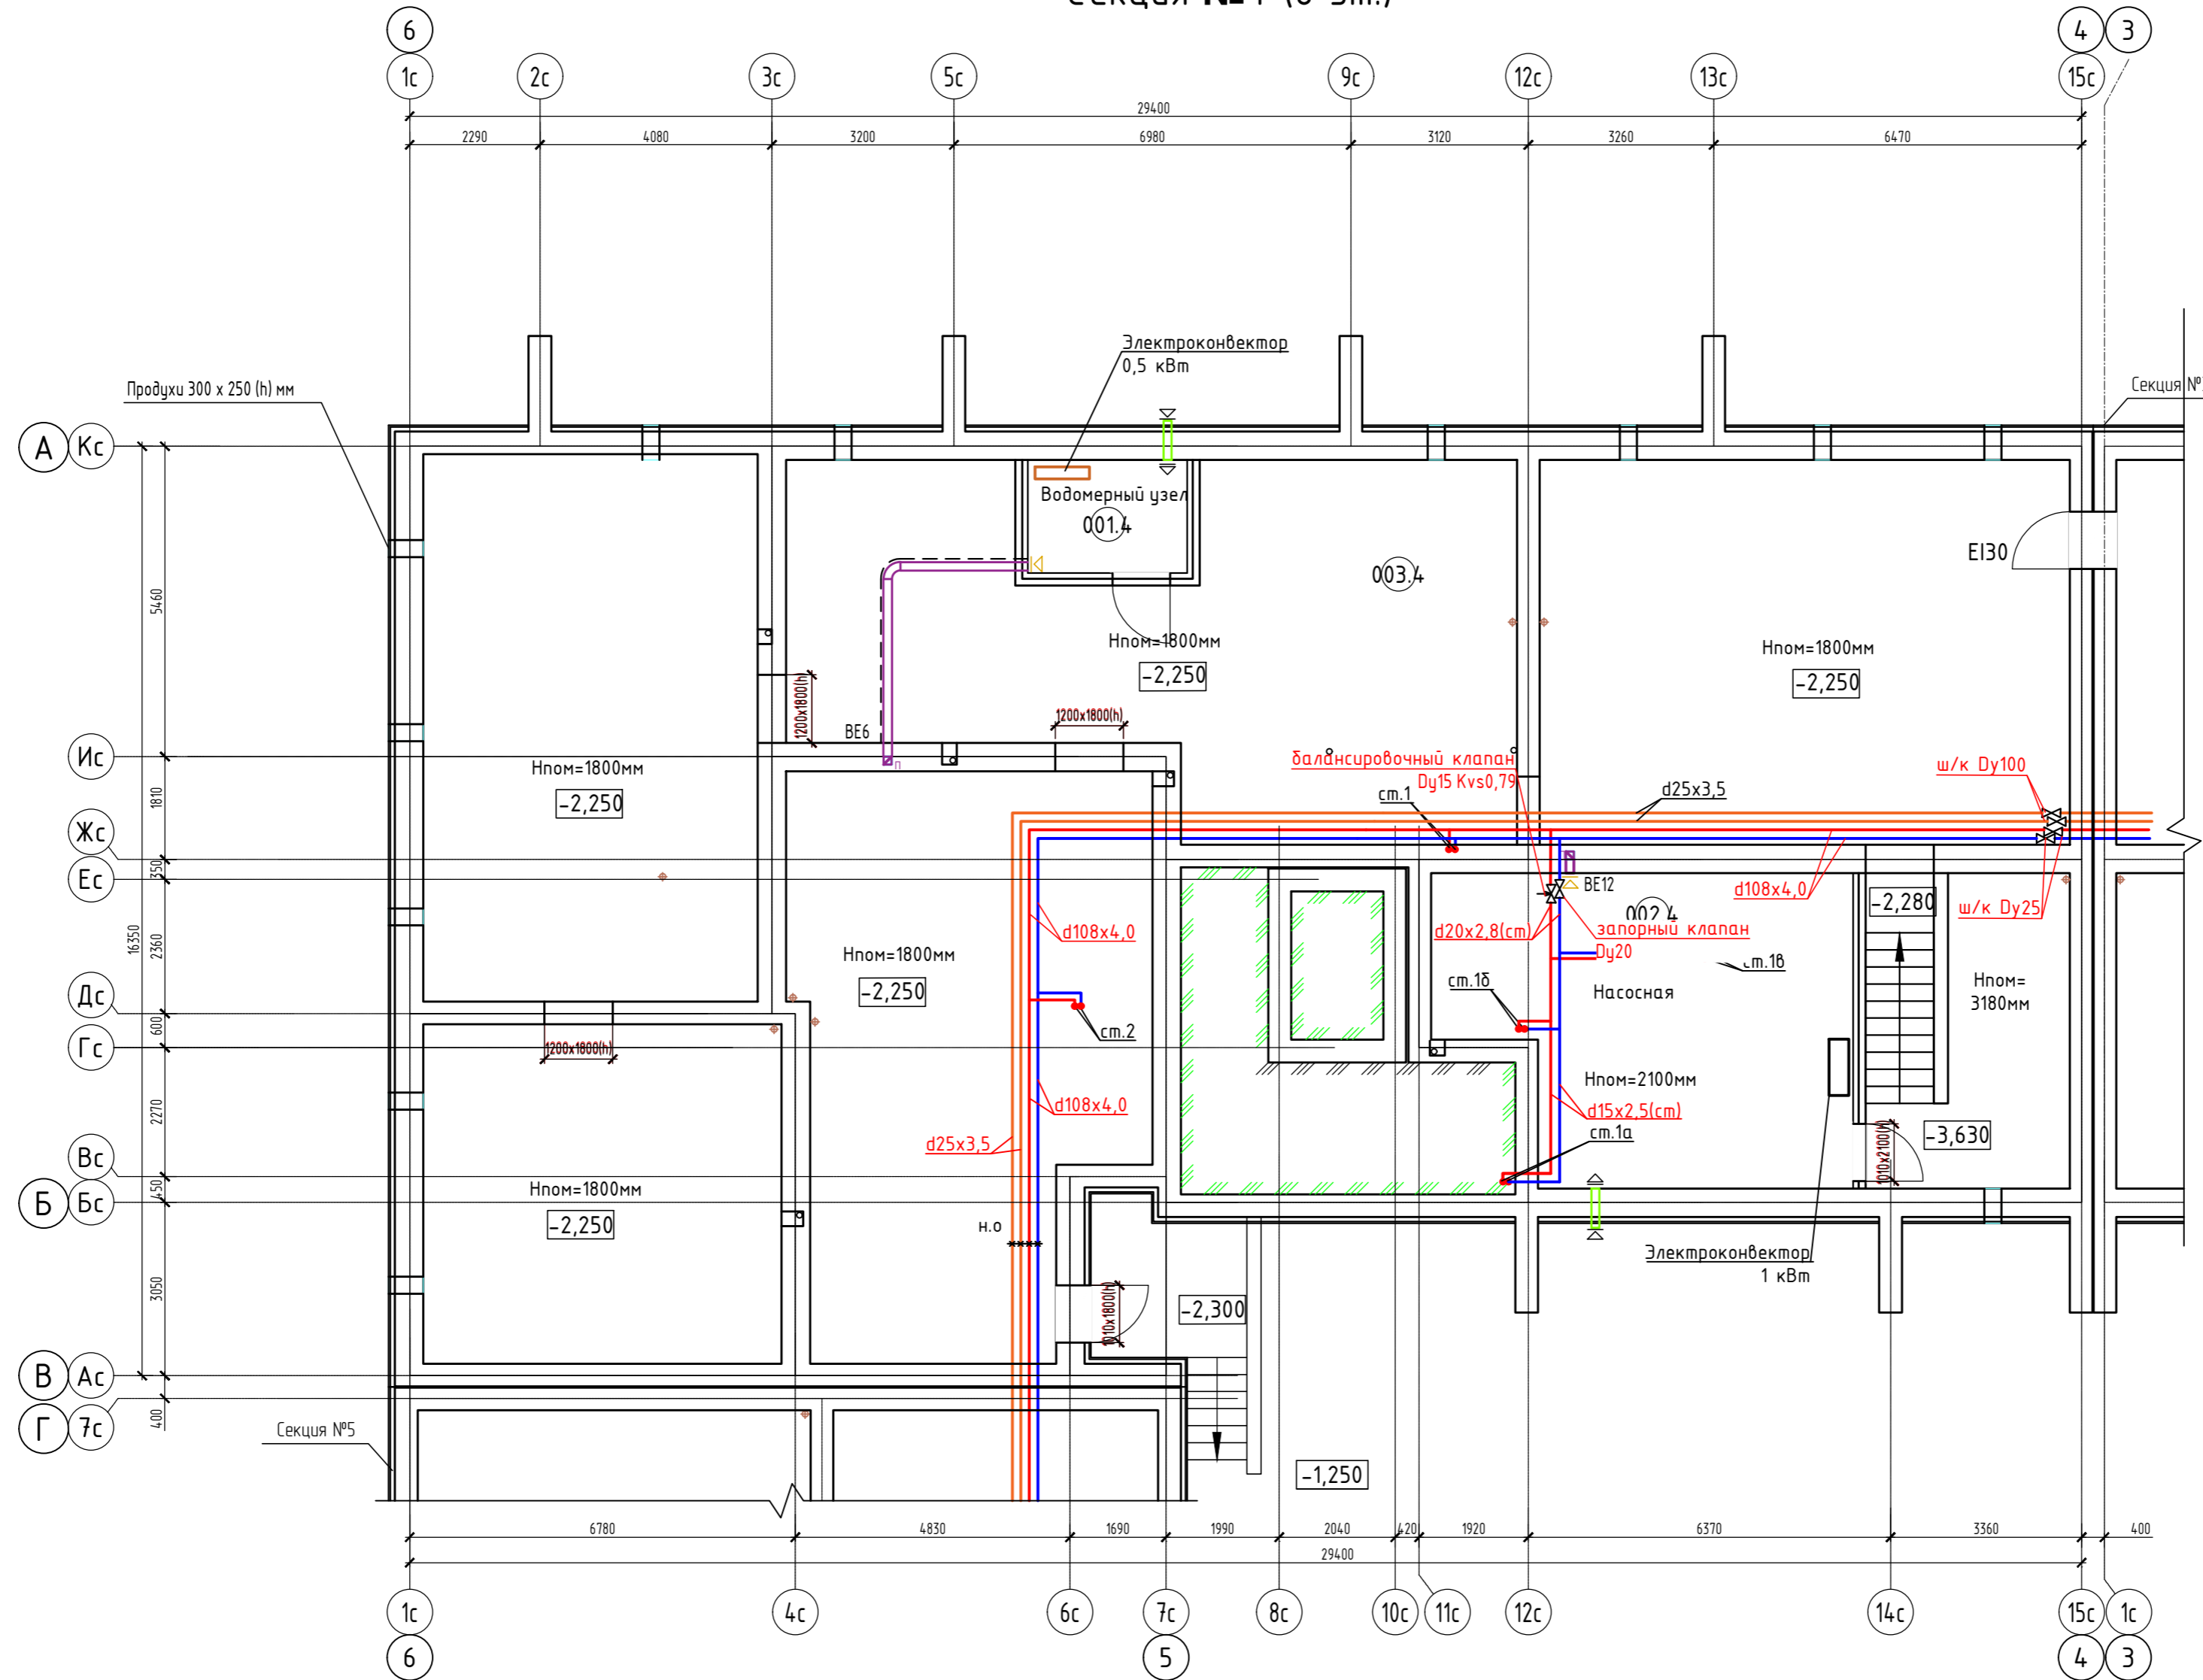 6
4
3
1с
2с
3с
5с
9с
12с
13с
15с
29400
2290
4080
3200
6980
3120
3260
6470
Электроконвектор
0,5 кВт
Продухи 300 x 250 (h) мм
Секция
А
Кс
Водомерный узел
001.4
EI30
003.4
5460
Нпом=1800мм
-2,250
Нпом=1800мм
-2,250
1200x1800(h)
1200x1800(h)
ВЕ6
п
Ис
Нпом=1800мм
-2,250
балансировочный клапан
Dy15 Kvs0,79
ш/к Dy100
ст.1
d25x3,5
1810
Жс
350
Ес
ВЕ12
d108x4,0
-2,280
ш/к Dy25
002.4
16350
2360
d108x4,0
d20x2,8(ст)
запорный клапан
Dy20
Нпом=1800мм
-2,250
ст.1б
Насосная
Нпом=
3180мм
Дс
600
Гс
ст.2
1200x1800(h)
2270
Нпом=2100мм
d108x4,0
d15x2,5(ст)
ст.1а
1010x2100(h)
-3,630
d25x3,5
Вс
450
Б
Бс
Нпом=1800мм
-2,250
н.о
Электроконвектор
1 кВт
3050
1010x1800(h)
-2,300
В
Ас
400
Г
7с
Секция №5
-1,250
6780
4830
1690
1990
2040
420
1920
6370
3360
400
29400
1с
4с
6с
7с
8с
10с
11с
12с
14с
15с
1с
6
5
4
3